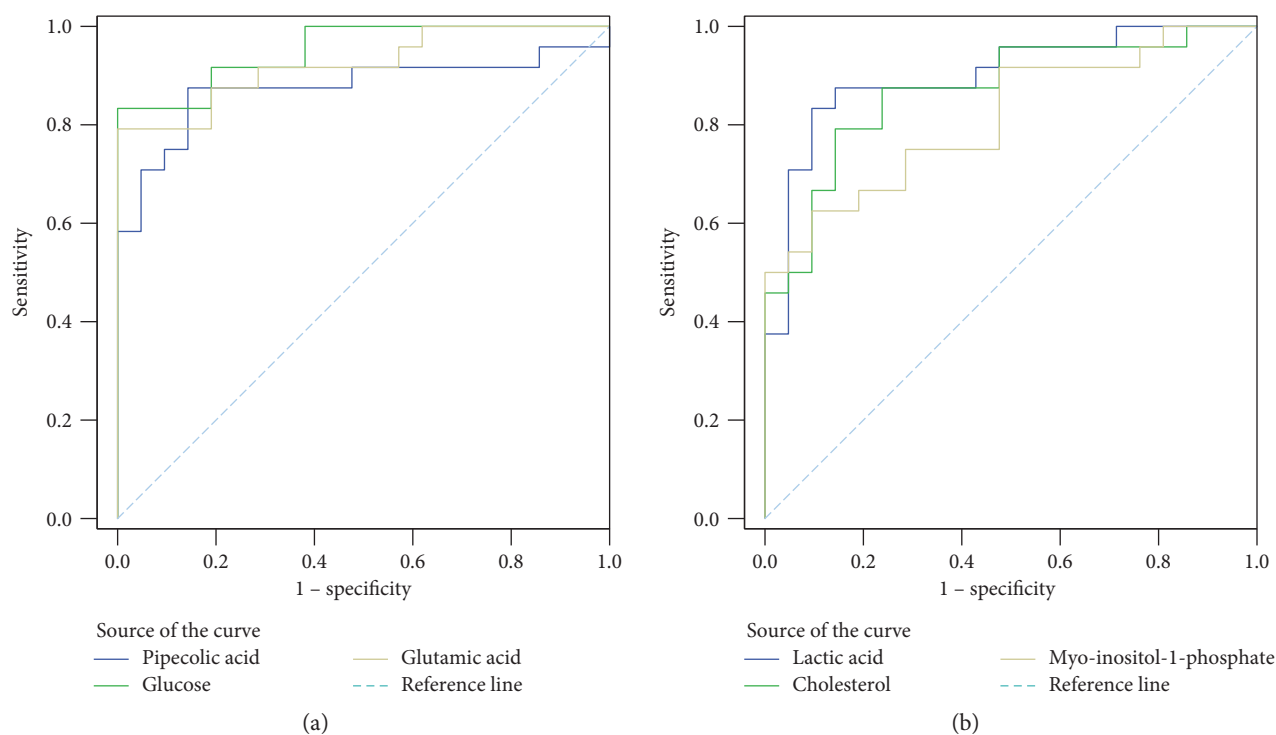 1.0
0.8
0.6
0.4
0.2
0.0
Sensitivity
0.0 0.2 0.4 0.6 0.8 1.0
1 – specificity
Source of the curve
Pipecolic acid Glutamic acid
Glucose Reference line
(a)
1.0
0.8
0.6
0.4
0.2
0.0
Sensitivity
0.0 0.2 0.4 0.6 0.8 1.0
1 – specificity
Source of the curve
Lactic acid Myo-inositol-1-phosphate
Cholesterol Reference line
(b)